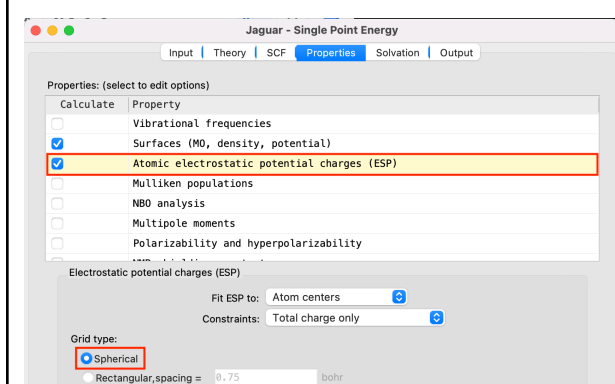 Jaguar - Single Point Energy
Input Theory SCF Properties Solvation Output
Properties: (select to edit options)
Calculate Property
Vibrational frequencies
Surfaces (MO, density, potential)
Atomic electrostatic potential charges (ESP)
Mulliken populations
NBO analysis
Multipole moments
Polarizability and hyperpolarizability
Electrostatic potential charges (ESP)
Fit ESP to: Atom centers
Constraints: Total charge only
Grid type:
Spherical
Rectangular,spacing = 0.75 bohr